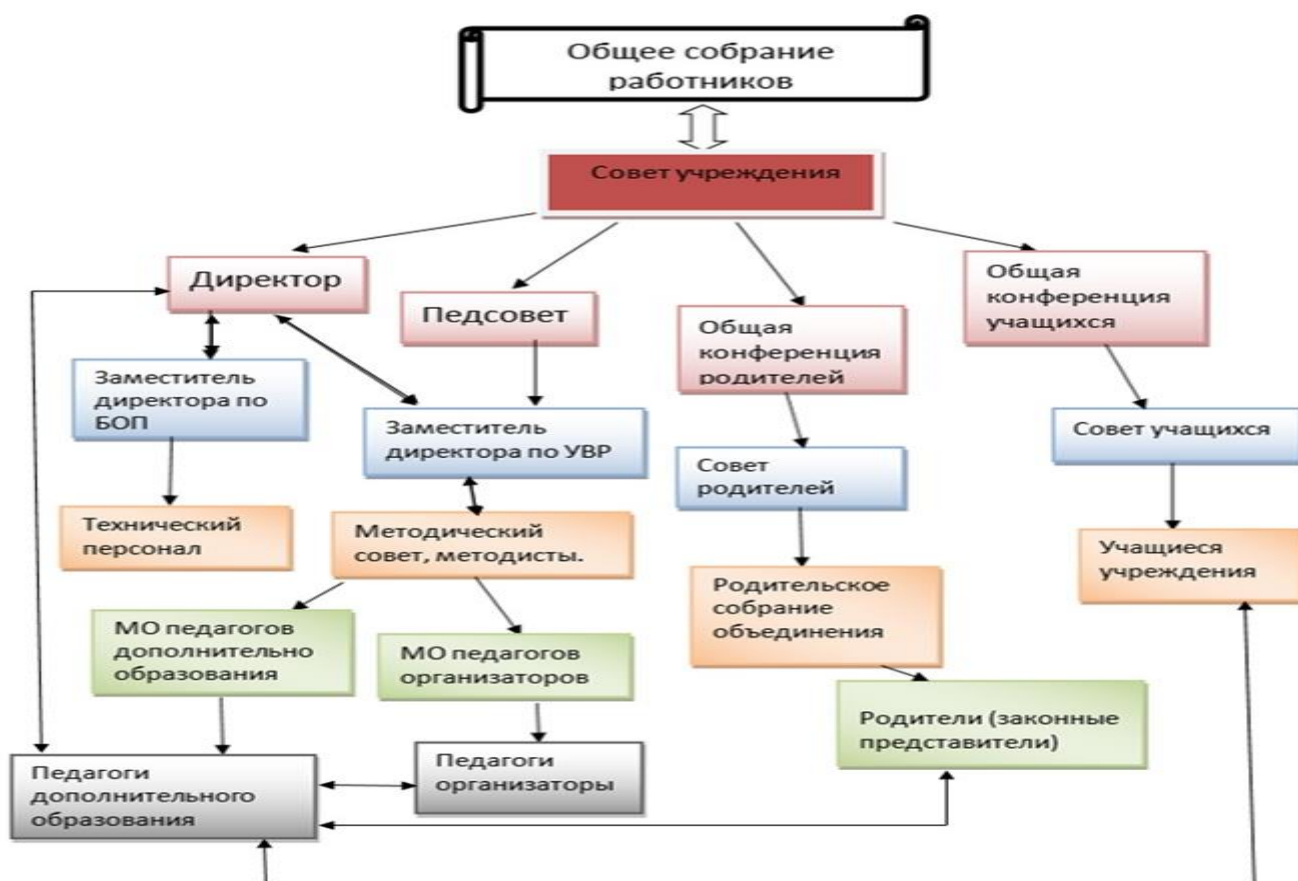 Общее собрание
работников
Совет учреждения
Директор
Педсовет
Общая
конференция
родителей
Общая
конференция
учащихся
Заместитель
директора по
БОП
Заместитель
директора по УВР
Совет
родителей
Совет учащихся
Технический
персонал
Методический
совет, методисты.
Родительское
собрание
объединения
Учащиеся
учреждения
МО педагогов
дополнительно
образования
МО педагогов
организаторов
Родители (законные
представители)
Педагоги
дополнительного
образования
Педагоги
организаторы